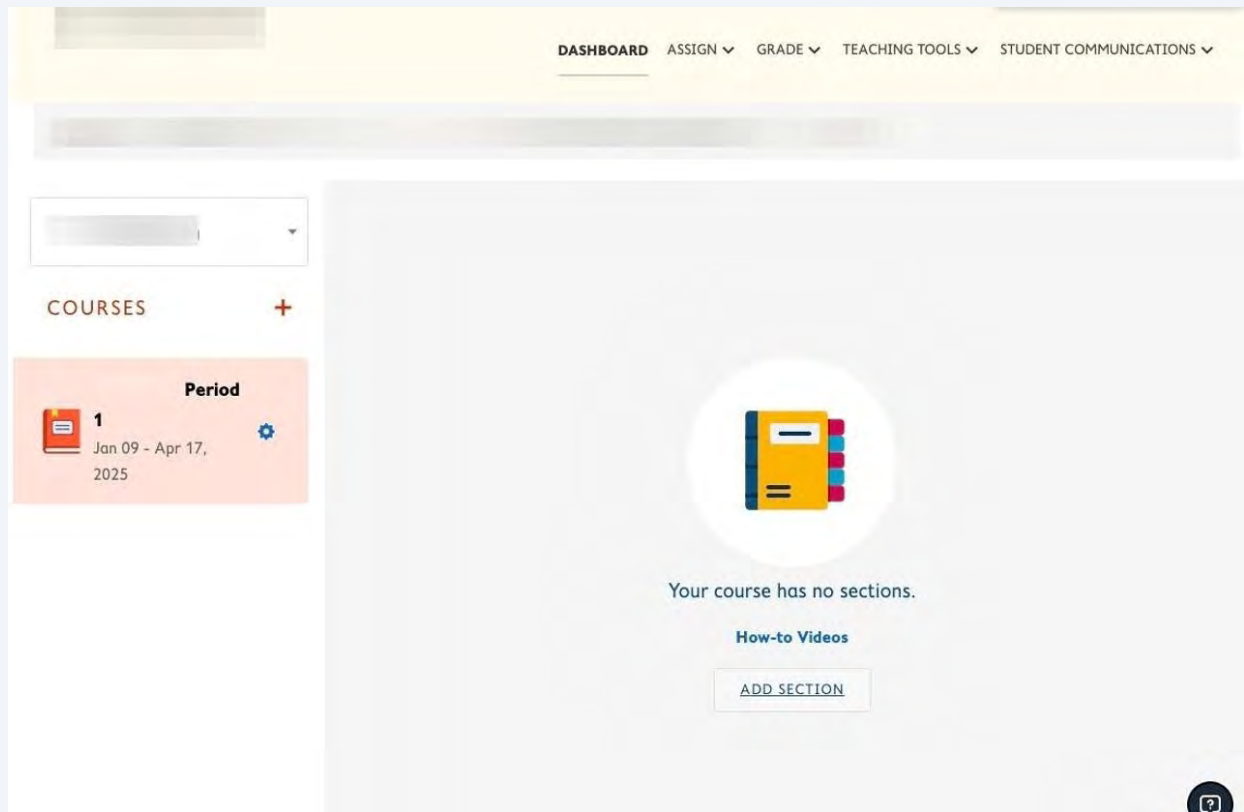 DASHBOARD ASSIGN GRADE TEACHING TOOLS STUDENT COMMUNICATIONS
COURSES +
Period
1
Jan 09 - Apr 17,
2025
Your course has no sections.
How-to Videos
ADD SECTION
?